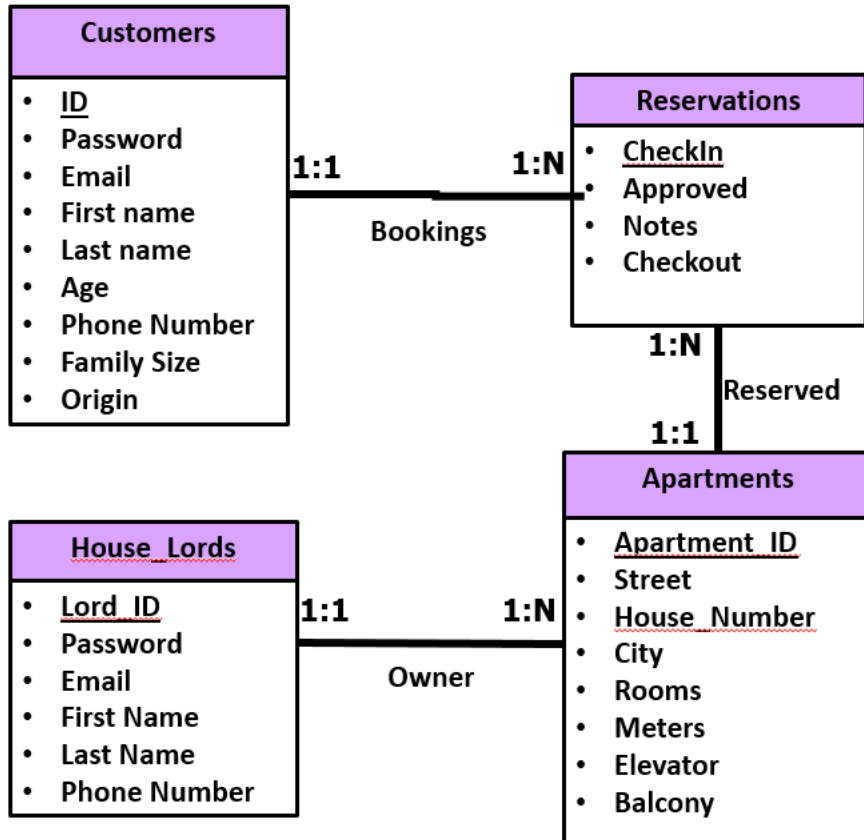 Customers
• ID
• Password
• Email
• First name
• Last name
• Age
• Phone Number
• Family Size
• Origin
1:1
1:N
Bookings
Reservations
• CheckIn
• Approved
• Notes
• Checkout
1:N
Reserved
1:1
Apartments
• Apartment_ID
• Street
• House_Number
• City
• Rooms
• Meters
• Elevator
• Balcony
House_Lords
• Lord_ID
• Password
• Email
• First Name
• Last Name
• Phone Number
1:1
1:N
Owner